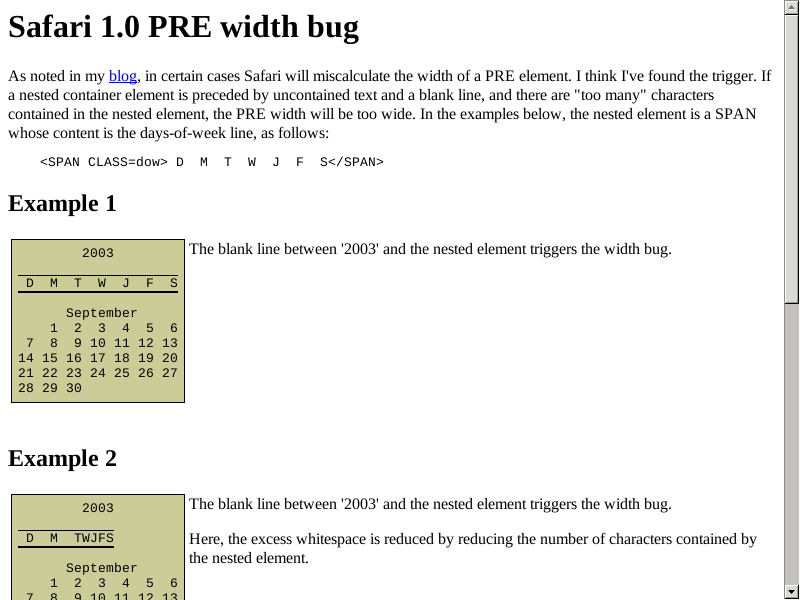 Safari 1.0 PRE width bug
As noted in my blog, in certain cases Safari will miscalculate the width of a PRE element. I think I've found the trigger. If
a nested container element is preceded by uncontained text and a blank line, and there are "too many" characters
contained in the nested element, the PRE width will be too wide. In the examples below, the nested element is a SPAN
whose content is the days-of-week line, as follows:
<SPAN CLASS=dow> D  M  T  W  J  F  S</SPAN>
Example 1
2003
D  M  T  W  J  F  S
September
1  2  3  4  5  6
7  8  9 10 11 12 13
14 15 16 17 18 19 20
21 22 23 24 25 26 27
28 29 30
The blank line between '2003' and the nested element triggers the width bug.
Example 2
2003
D  M  TWJFS
September
1  2  3  4  5  6
7  8  9 10 11 12 13
The blank line between '2003' and the nested element triggers the width bug.
Here, the excess whitespace is reduced by reducing the number of characters contained by
the nested element.